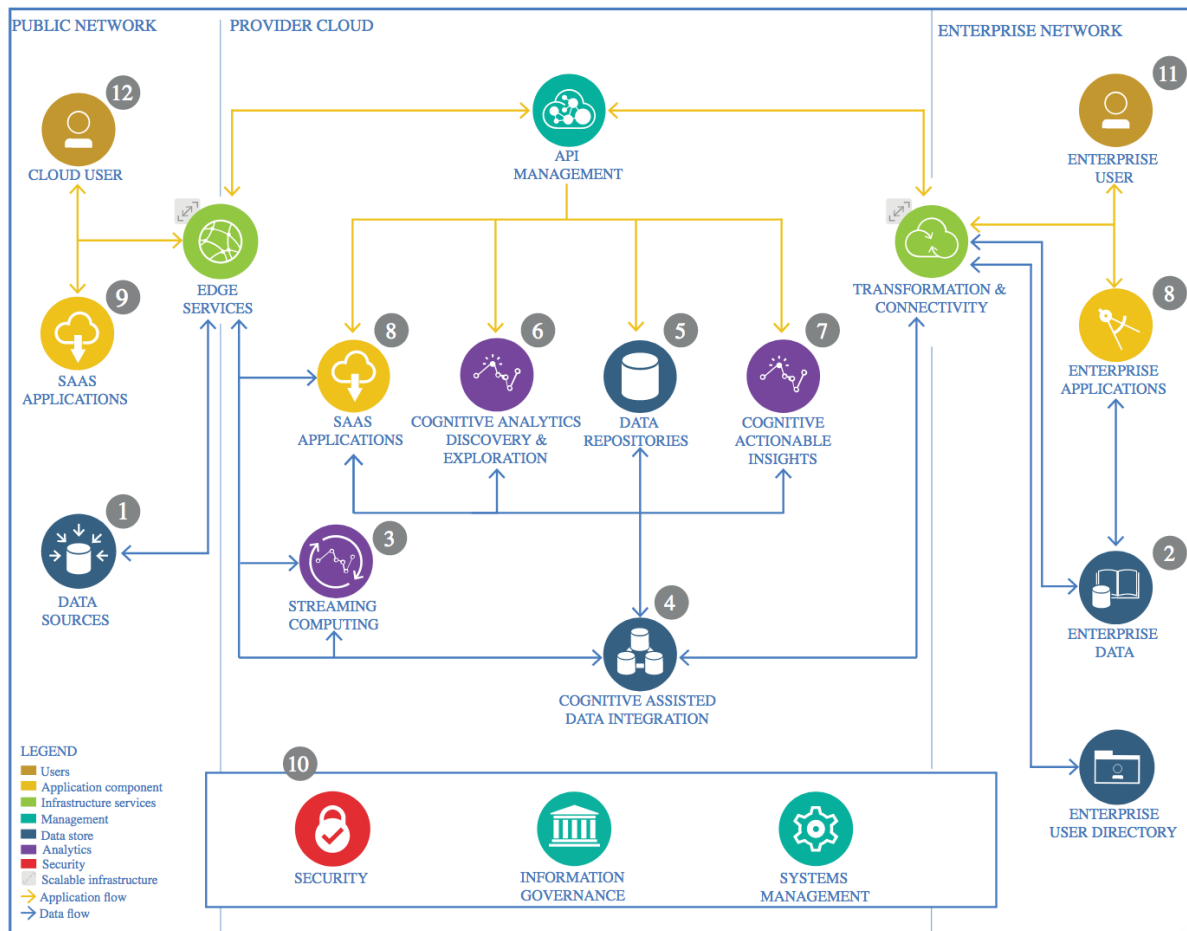 PUBLIC NETWORK
PROVIDER CLOUD
ENTERPRISE NETWORK
12
CLOUD USER
11
ENTERPRISE
USER
API
MANAGEMENT
EDGE
SERVICES
TRANSFORMATION &
CONNECTIVITY
9
SAAS
APPLICATIONS
8
SAAS
APPLICATIONS
6
COGNITIVE ANALYTICS
DISCOVERY &
EXPLORATION
5
DATA
REPOSITORIES
7
COGNITIVE
ACTIONABLE
INSIGHTS
8
ENTERPRISE
APPLICATIONS
1
DATA
SOURCES
3
STREAMING
COMPUTING
4
COGNITIVE ASSISTED
DATA INTEGRATION
2
ENTERPRISE
DATA
ENTERPRISE
USER DIRECTORY
LEGEND
Users
Application component
Infrastructure services
Management
Data store
Analytics
Security
Scalable infrastructure
Application flow
Data flow
10
SECURITY
INFORMATION
GOVERNANCE
SYSTEMS
MANAGEMENT